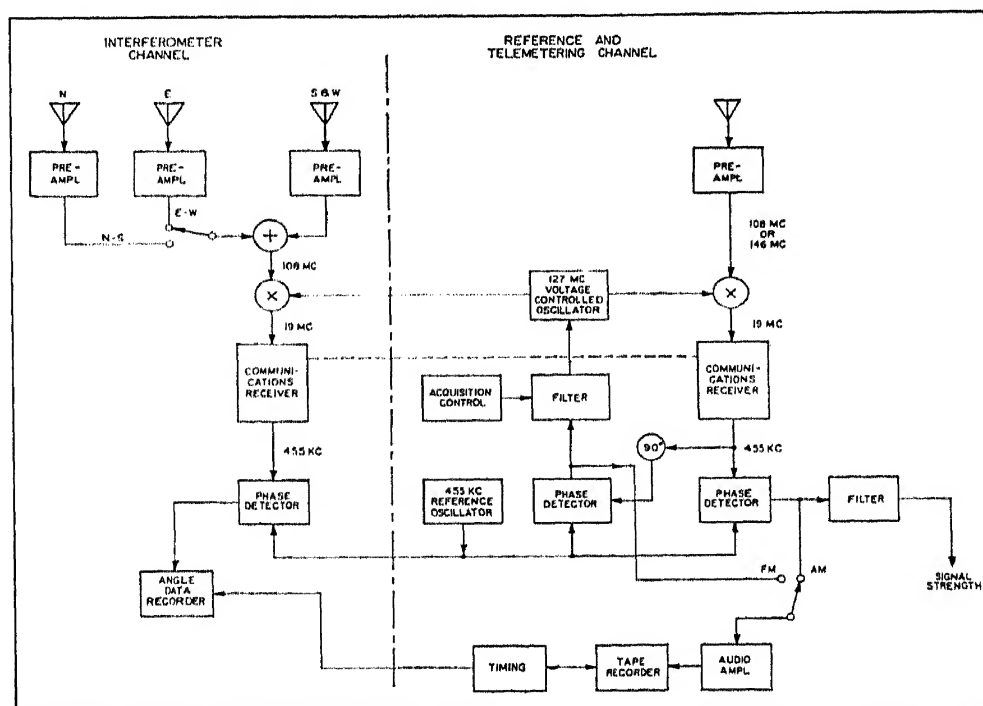 INTERFEROMETER
CHANNEL
REFERENCE AND
TELEMETERING CHANNEL
N
E
S & W
PRE-
AMPL
PRE-
AMPL
PRE-
AMPL
PRE-
AMPL
E-W
N-S
108 MC
108 MC
OR
146 MC
127 MC
VOLTAGE
CONTROLLED
OSCILLATOR
19 MC
19 MC
COMMUNI-
CATIONS
RECEIVER
ACQUISITION
CONTROL
FILTER
COMMUNI-
CATIONS
RECEIVER
455 KC
90°
455 KC
PHASE
DETECTOR
455 KC
REFERENCE
OSCILLATOR
PHASE
DETECTOR
PHASE
DETECTOR
FILTER
FM
AM
SIGNAL
STRENGTH
ANGLE
DATA
RECORDER
TIMING
TAPE
RECORDER
AUDIO
AMPL